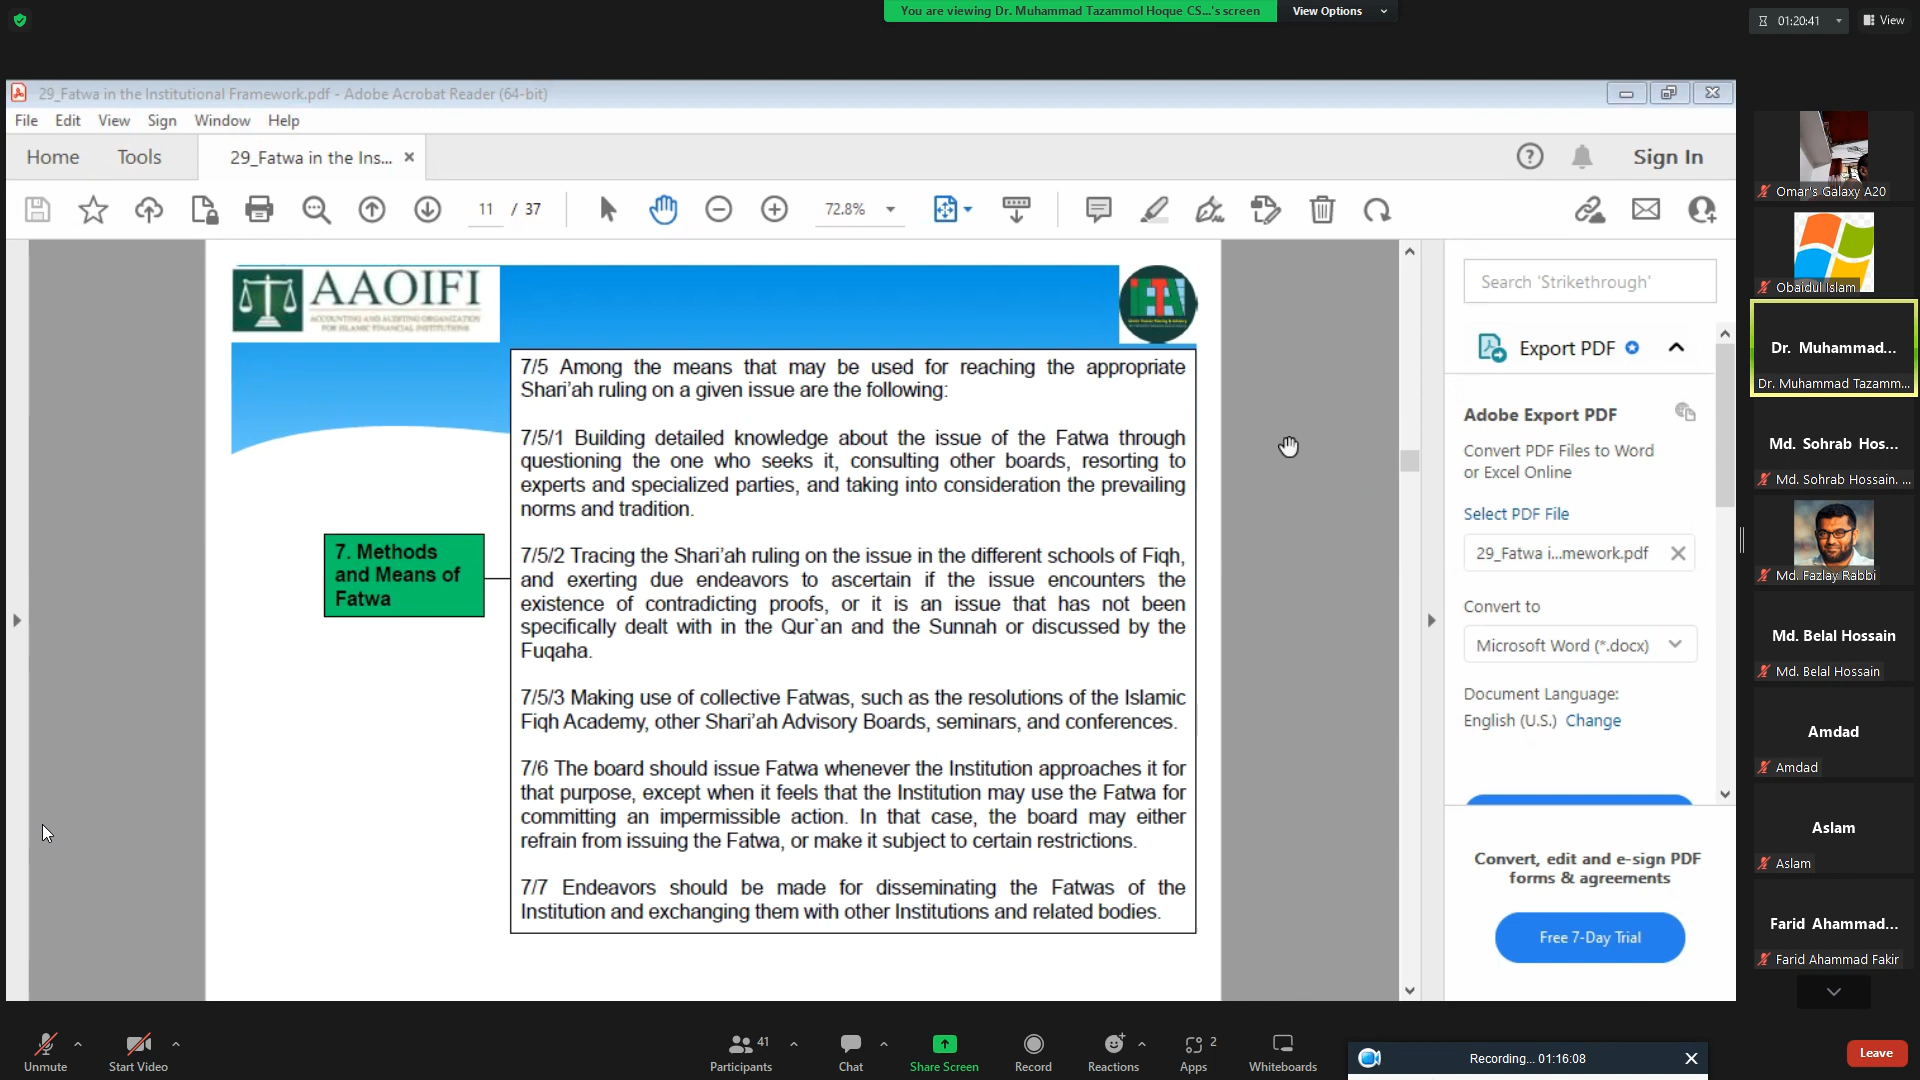 You are viewing Dr. Muhammad Tazammol Hoque CS...'s screen
View Options
01:20:41
View
29_Fatwa in the Institutional Framework.pdf - Adobe Acrobat Reader (64-bit)
File Edit View Sign Window Help
Home Tools 29_Fatwa in the Ins... Sign In
11 / 37 72.8%
AAOIFI
ACCOUNTING AND AUDITING ORGANIZATION
FOR ISLAMIC FINANCIAL INSTITUTIONS
7. Methods
and Means of
Fatwa
7/5 Among the means that may be used for reaching the appropriate
Shari’ah ruling on a given issue are the following:
7/5/1 Building detailed knowledge about the issue of the Fatwa through
questioning the one who seeks it, consulting other boards, resorting to
experts and specialized parties, and taking into consideration the prevailing
norms and tradition.
7/5/2 Tracing the Shari’ah ruling on the issue in the different schools of Fiqh,
and exerting due endeavors to ascertain if the issue encounters the
existence of contradicting proofs, or it is an issue that has not been
specifically dealt with in the Qur`an and the Sunnah or discussed by the
Fuqaha.
7/5/3 Making use of collective Fatwas, such as the resolutions of the Islamic
Fiqh Academy, other Shari’ah Advisory Boards, seminars, and conferences.
7/6 The board should issue Fatwa whenever the Institution approaches it for
that purpose, except when it feels that the Institution may use the Fatwa for
committing an impermissible action. In that case, the board may either
refrain from issuing the Fatwa, or make it subject to certain restrictions.
7/7 Endeavors should be made for disseminating the Fatwas of the
Institution and exchanging them with other Institutions and related bodies.
Search 'Strikethrough'
Export PDF
Adobe Export PDF
Convert PDF Files to Word
or Excel Online
Select PDF File
29_Fatwa i...mework.pdf
Convert to
Microsoft Word (*.docx)
Document Language:
English (U.S.) Change
Convert, edit and e-sign PDF
forms & agreements
Free 7-Day Trial
Omar's Galaxy A20
Obaidul Islam
Dr. Muhammad...
Dr. Muhammad Tazamm...
Md. Sohrab Hos...
Md. Sohrab Hossain. ...
Md. Fazlay Rabbi
Md. Belal Hossain
Md. Belal Hossain
Amdad
Amdad
Aslam
Aslam
Farid Ahammad...
Farid Ahammad Fakir
Unmute
Start Video
41
Participants
Chat
Share Screen
Record
Reactions
2
Apps
Whiteboards
Recording... 01:16:08
Leave